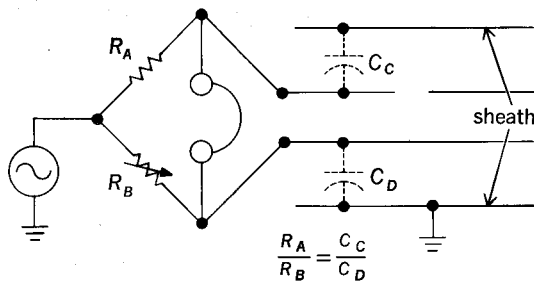 R_A
C_C
sheath
R_B
C_D
R_A / R_B = C_C / C_D